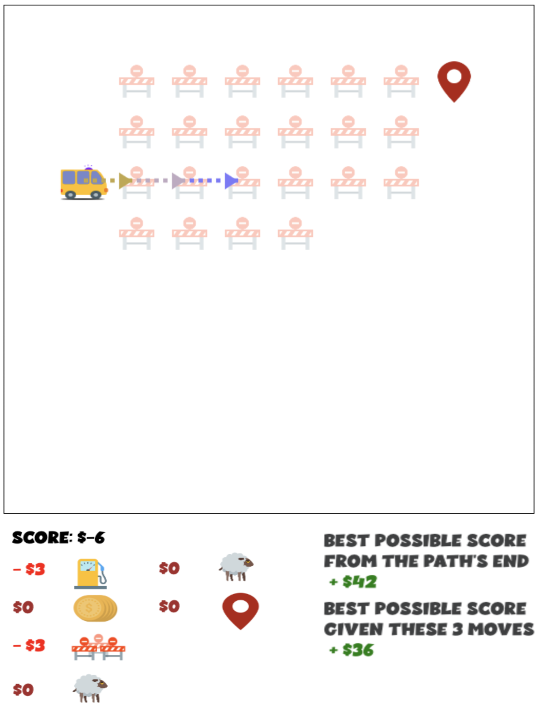 SCORE: $-6
- $3
$0
$0
$0
- $3
$0
BEST POSSIBLE SCORE
FROM THE PATH'S END
+ $42
BEST POSSIBLE SCORE
GIVEN THESE 3 MOVES
+ $36